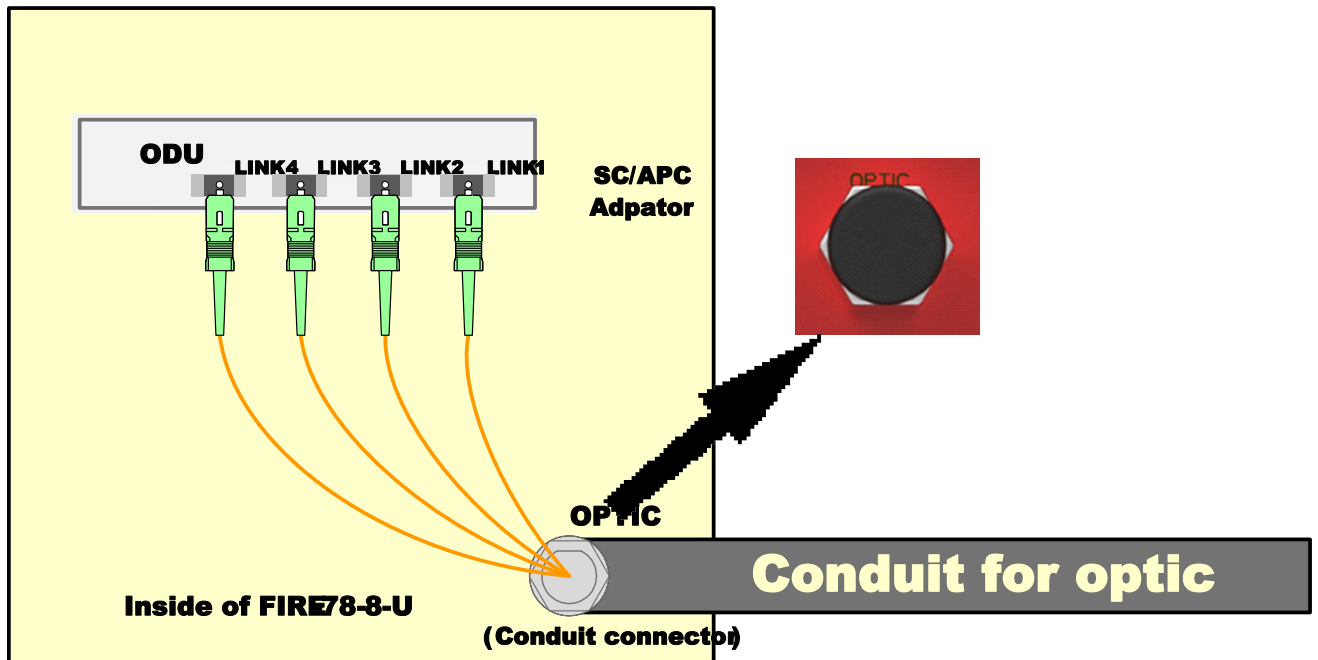 ODU
LINK4 LINK3 LINK2 LINK1
SC/APC
Adpator
OPTIC
OPTIC
Conduit for optic
Inside of FIRE78-8-U
(Conduit connector)